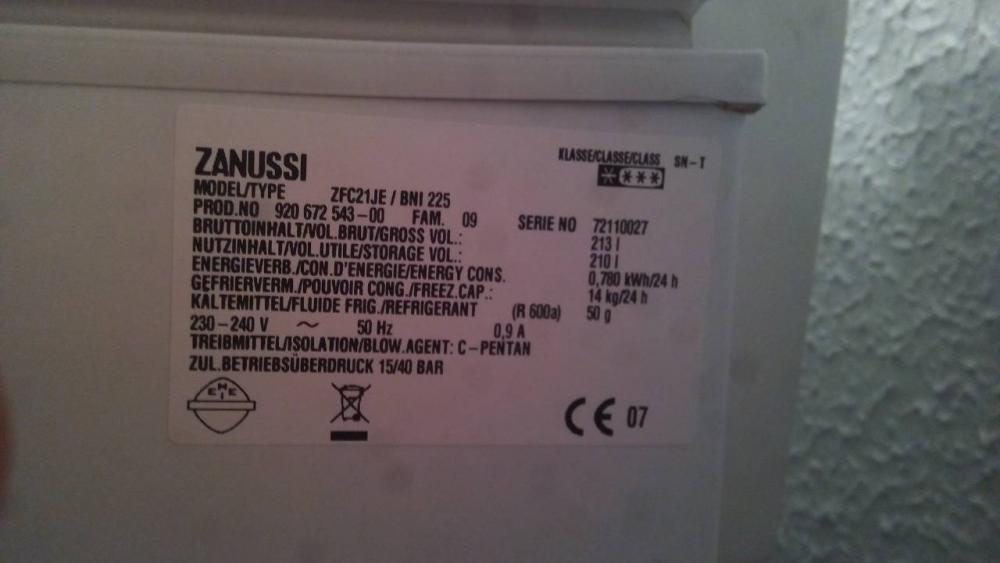 ZANUSSI
KLASSE/CLASSE/CLASS SN-T
MODEL/TYPE ZFC21JE / BNI 225
PROD.NO 920 672 543-00 FAM. 09 SERIE NO 72110027
BRUTTOINHALT/VOL.BRUT/GROSS VOL.: 213 l
NUTZINHALT/VOL.UTILE/STORAGE VOL.: 210 l
ENERGIEVERB./CON.D'ENERGIE/ENERGY CONS. 0,780 kWh/24 h
GEFRIERVERM./POUVOIR CONG./FREEZ.CAP.: 14 kg/24 h
KÄLTEMITTEL/FLUIDE FRIG./REFRIGERANT (R 600a) 50 g
230-240 V ~ 50 Hz 0,9 A
TREIBMITTEL/ISOLATION/BLOW.AGENT: C-PENTAN
ZUL.BETRIEBSÜBERDRUCK 15/40 BAR
CE 07